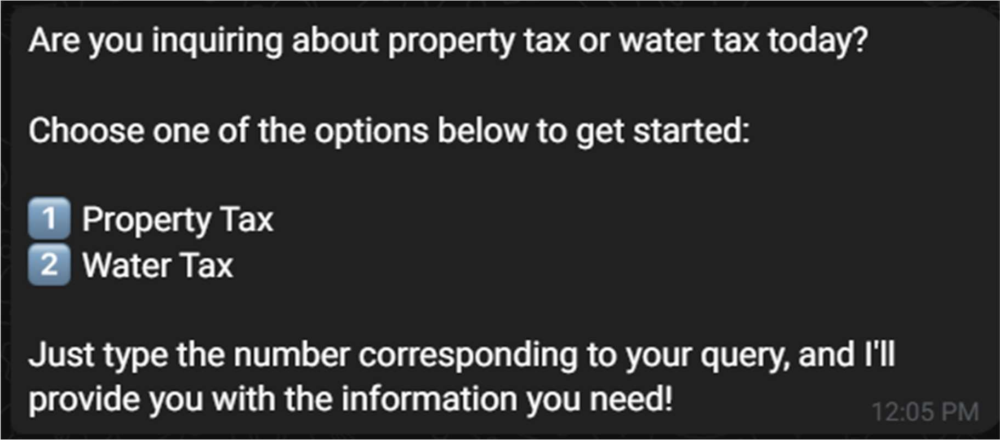 Are you inquiring about property tax or water tax today?
Choose one of the options below to get started:
1 Property Tax
2 Water Tax
Just type the number corresponding to your query, and I'll
provide you with the information you need!
12:05 PM